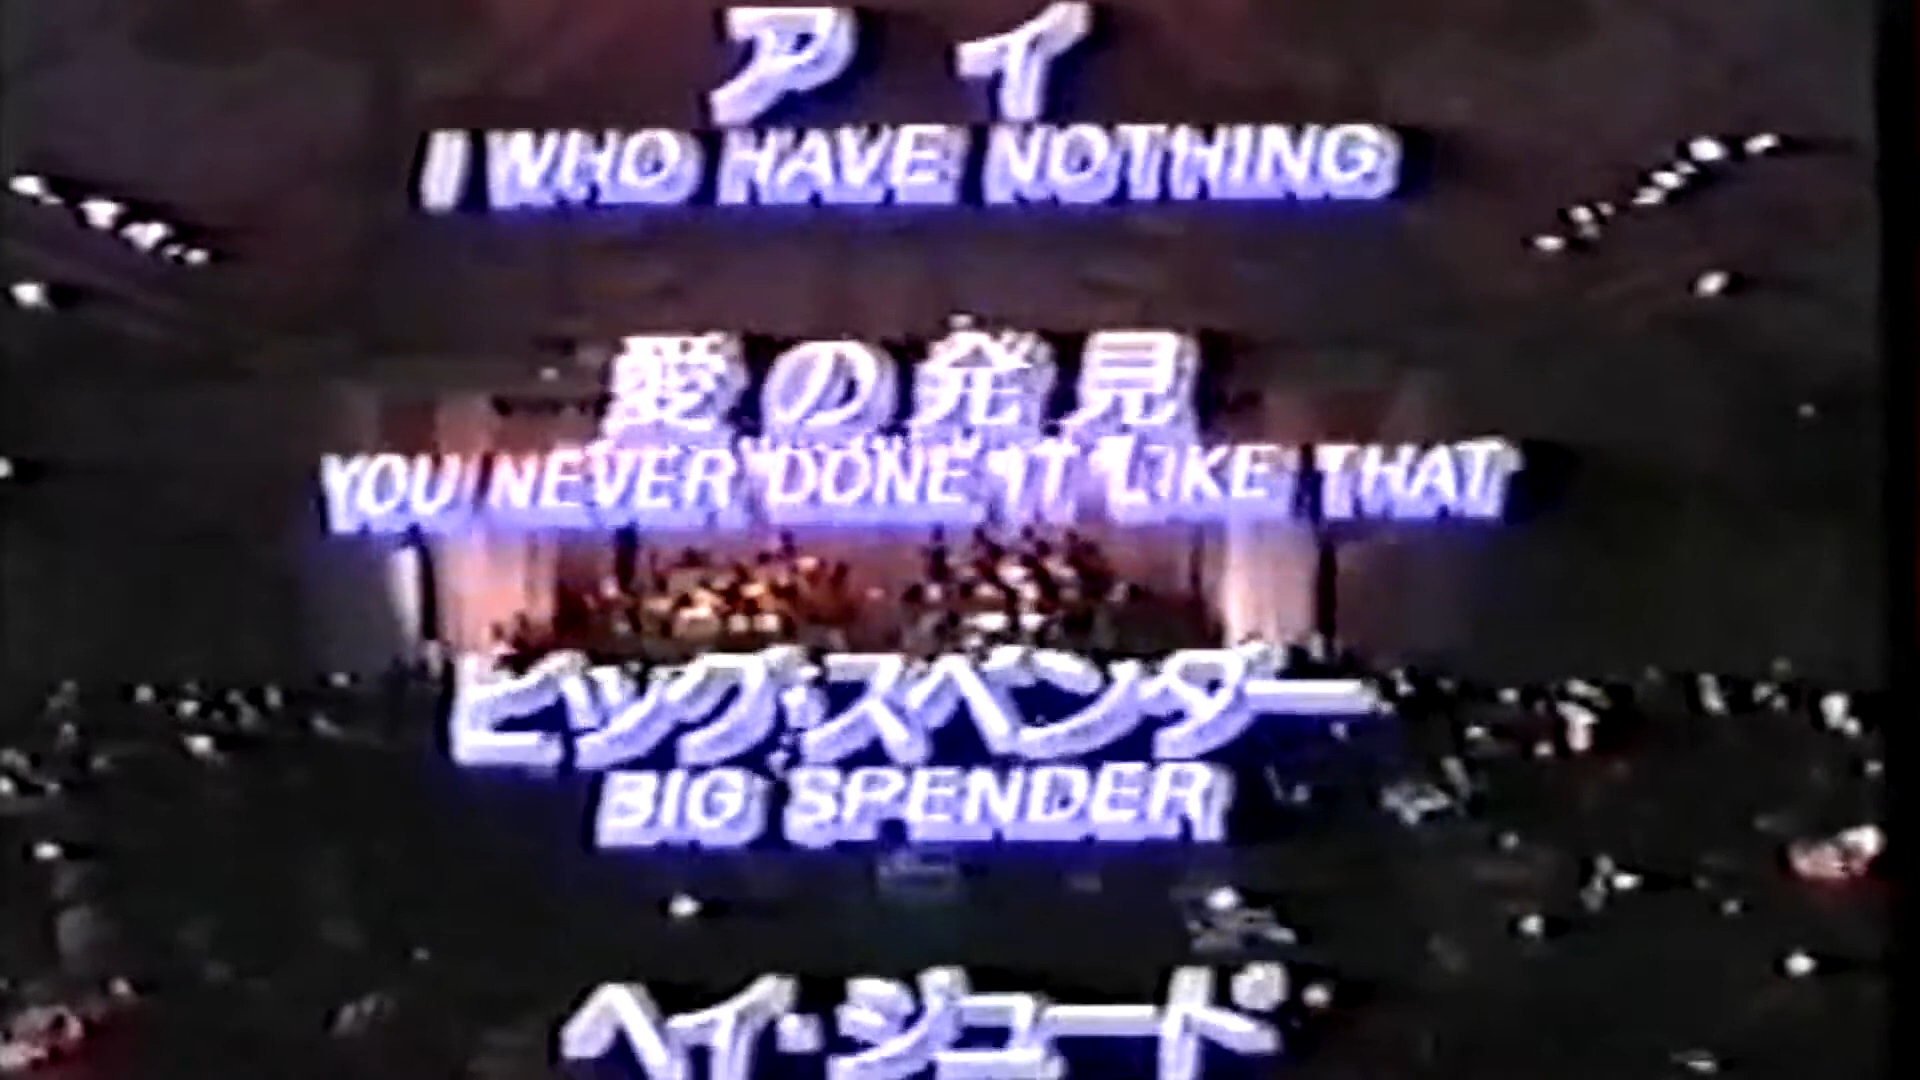 アイ
I WHO HAVE NOTHING
愛の発見
YOU NEVER DONE IT LIKE THAT
ビッグ・スペンダー
BIG SPENDER
ヘイ・ジュード